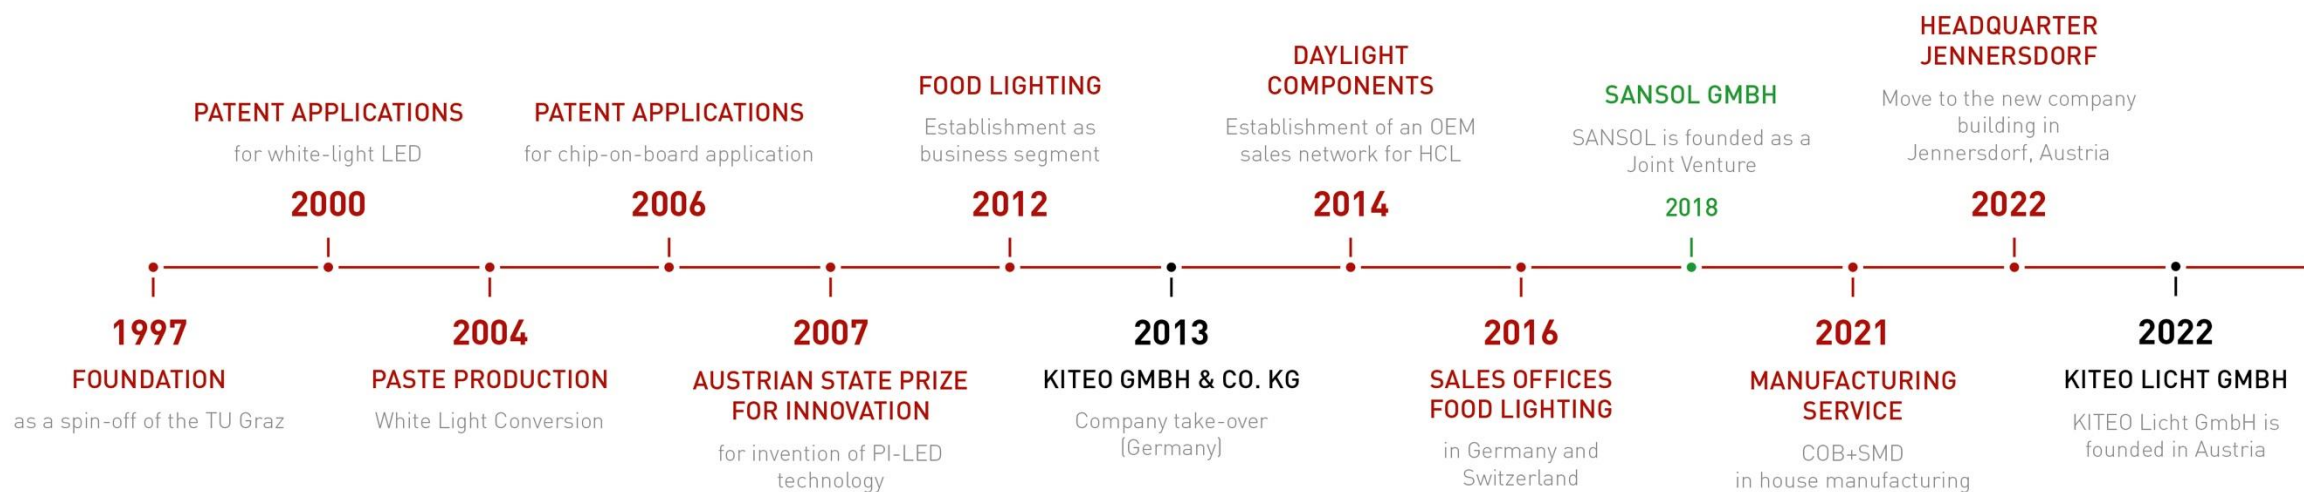 1997
FOUNDATION
as a spin-off of the TU Graz
PATENT APPLICATIONS
for white-light LED
2000
2004
PASTE PRODUCTION
White Light Conversion
PATENT APPLICATIONS
for chip-on-board application
2006
2007
AUSTRIAN STATE PRIZE
FOR INNOVATION
for invention of PI-LED
technology
FOOD LIGHTING
Establishment as
business segment
2012
2013
KITEO GMBH & CO. KG
Company take-over
(Germany)
DAYLIGHT
COMPONENTS
Establishment of an OEM
sales network for HCL
2014
2016
SALES OFFICES
FOOD LIGHTING
in Germany and
Switzerland
SANSOL GMBH
SANSOL is founded as a
Joint Venture
2018
2021
MANUFACTURING
SERVICE
COB+SMD
in house manufacturing
HEADQUARTER
JENNERSDORF
Move to the new company
building in
Jennersdorf, Austria
2022
2022
KITEO LICHT GMBH
KITEO Licht GmbH is
founded in Austria